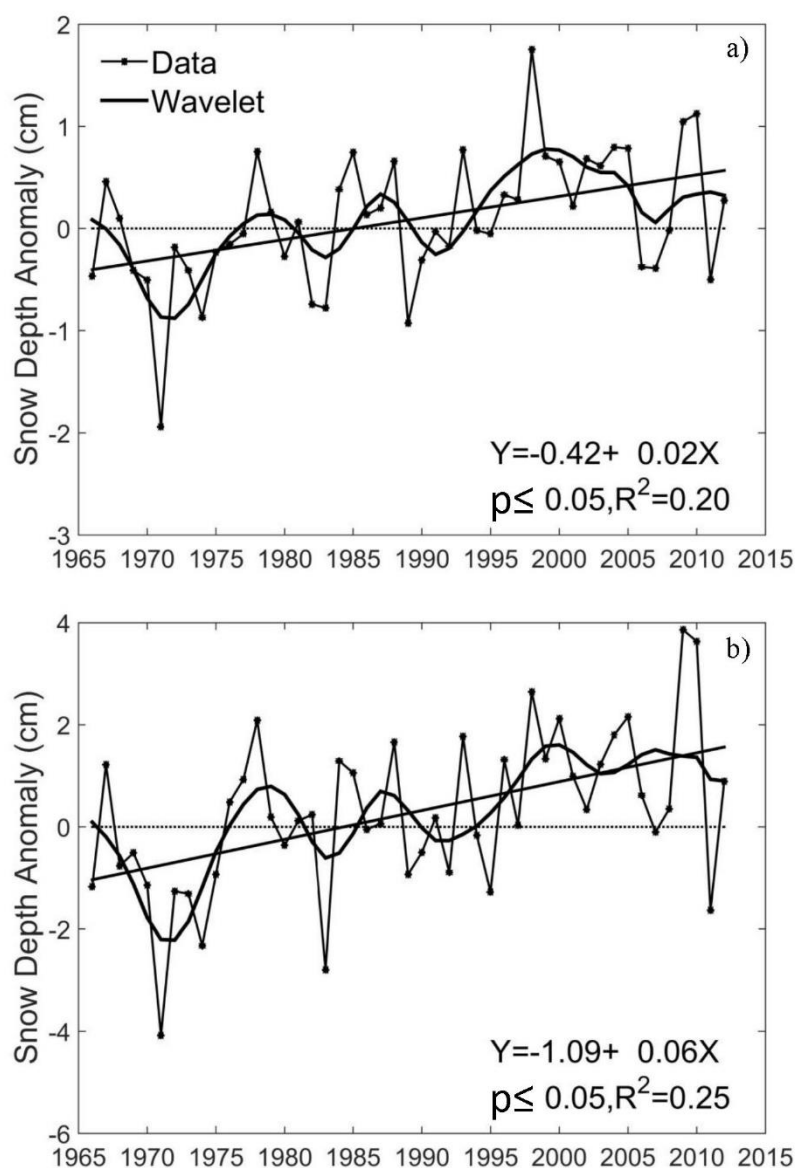 a)
Data
Wavelet
Snow Depth Anomaly (cm)
2
1
0
-1
-2
-3
Y=-0.42+ 0.02X
p≤ 0.05,R²=0.20
1965 1970 1975 1980 1985 1990 1995 2000 2005 2010 2015
b)
Snow Depth Anomaly (cm)
4
2
0
-2
-4
-6
Y=-1.09+ 0.06X
p≤ 0.05,R²=0.25
1965 1970 1975 1980 1985 1990 1995 2000 2005 2010 2015